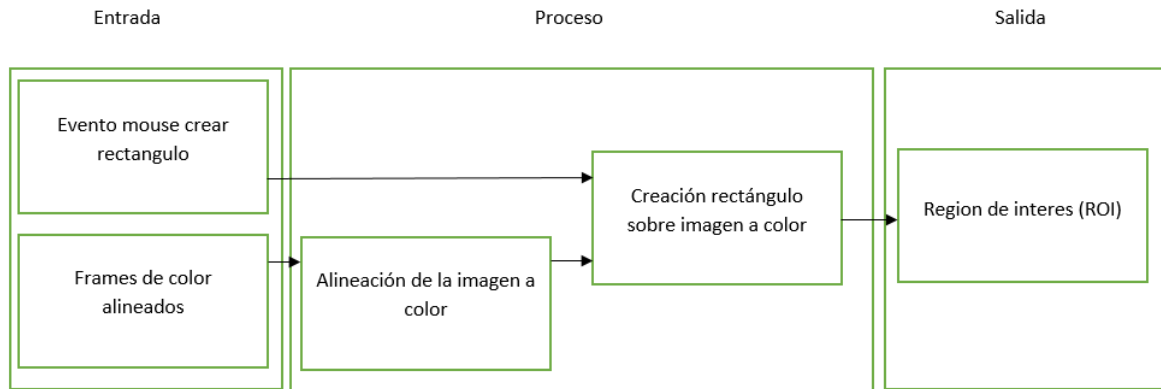 Entrada
Proceso
Salida
Evento mouse crear
rectangulo
Frames de color
alineados
Alineación de la imagen a
color
Creación rectángulo
sobre imagen a color
Region de interes (ROI)